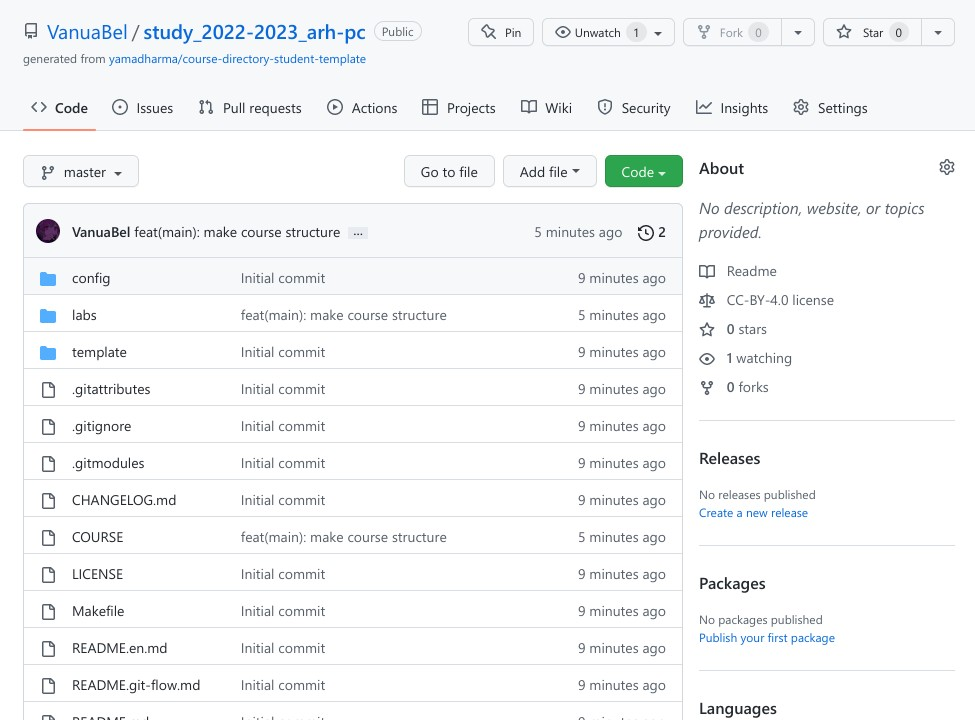 VanuaBel / study_2022-2023_arh-pc Public Pin Unwatch 1 Fork 0 Star 0
generated from yamadharma/course-directory-student-template
Code Issues Pull requests Actions Projects Wiki Security Insights Settings
master Go to file Add file Code
VanuaBel feat(main): make course structure ... 5 minutes ago 2
config Initial commit 9 minutes ago
labs feat(main): make course structure 5 minutes ago
template Initial commit 9 minutes ago
.gitattributes Initial commit 9 minutes ago
.gitignore Initial commit 9 minutes ago
.gitmodules Initial commit 9 minutes ago
CHANGELOG.md Initial commit 9 minutes ago
COURSE feat(main): make course structure 5 minutes ago
LICENSE Initial commit 9 minutes ago
Makefile Initial commit 9 minutes ago
README.en.md Initial commit 9 minutes ago
README.git-flow.md Initial commit 9 minutes ago
About
No description, website, or topics
provided.
Readme
CC-BY-4.0 license
0 stars
1 watching
0 forks
Releases
No releases published
Create a new release
Packages
No packages published
Publish your first package
Languages